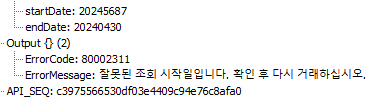 startDate: 20245687
endDate: 20240430
Output {} (2)
ErrorCode: 80002311
ErrorMessage: 잘못된 조회 시작일입니다. 확인 후 다시 거래하십시오.
API_SEQ: c3975566530df03e4409c94e76c8afa0